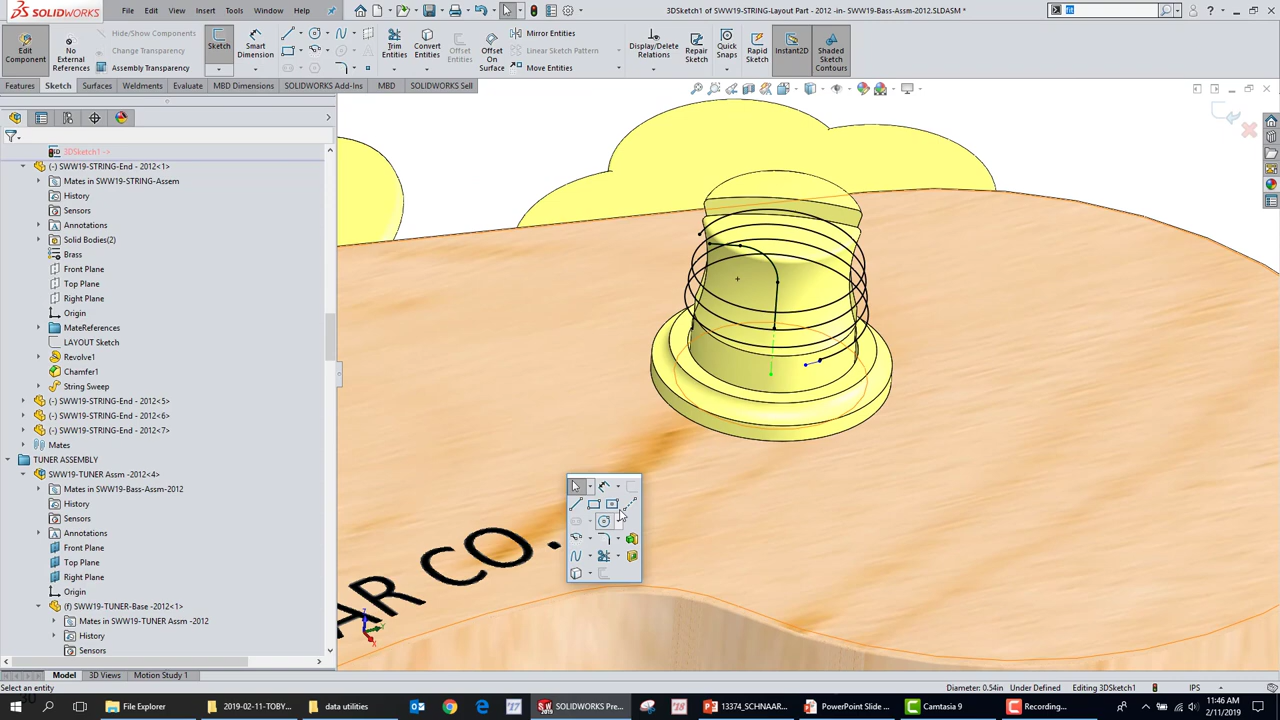 SOLIDWORKS File Edit View Insert Tools Window Help 3DSketch1 of SWW19-STRING-Layout Part - 2012 -in- SWW19-Bass-Assm-2012.SLDASM *
Edit Component
No External References
Show/Hide Components
Change Transparency
Assembly Transparency
Sketch
Smart Dimension
Trim Entities
Convert Entities
Offset Entities
Offset On Surface
Mirror Entities
Linear Sketch Pattern
Move Entities
Display/Delete Relations
Repair Sketch
Quick Snaps
Rapid Sketch
Instant2D
Shaded Sketch Contours
Features Sketch Surfaces Weldments Evaluate MBD Dimensions SOLIDWORKS Add-Ins MBD SOLIDWORKS Sell
3DSketch1 ->
(-) SWW19-STRING-End - 2012<1>
Mates in SWW19-STRING-Assem
History
Sensors
Annotations
Solid Bodies(2)
Brass
Front Plane
Top Plane
Right Plane
Origin
MateReferences
LAYOUT Sketch
Revolve1
Chamfer1
String Sweep
(-) SWW19-STRING-End - 2012<5>
(-) SWW19-STRING-End - 2012<6>
(-) SWW19-STRING-End - 2012<7>
Mates
TUNER ASSEMBLY
SWW19-TUNER Assm -2012<4>
Mates in SWW19-Bass-Assm-2012
History
Sensors
Annotations
Front Plane
Top Plane
Right Plane
Origin
(f) SWW19-TUNER-Base -2012<1>
Mates in SWW19-TUNER Assm -2012
History
Sensors
AR CO.
Model 3D Views Motion Study 1
Select an entity Diameter: 0.54in Under Defined Editing 3DSketch1 IPS
File Explorer 2019-02-11-TOBY... data utilities SOLIDWORKS Pre... 13374_SCHNAAR... PowerPoint Slide ... Camtasia 9 Recording... 11:46 AM
2/11/2019